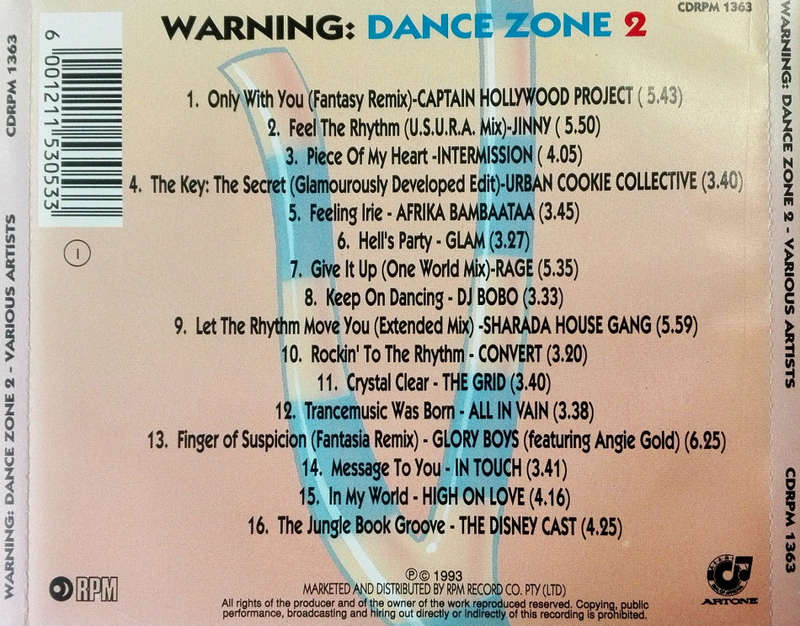 CDRPM 1363
WARNING: DANCE ZONE 2
6 001211 530533
1. Only With You (Fantasy Remix)-CAPTAIN HOLLYWOOD PROJECT ( 5.43)
2. Feel The Rhythm (U.S.U.R.A. Mix)-JINNY ( 5.50)
3. Piece Of My Heart -INTERMISSION ( 4.05)
4. The Key: The Secret (Glamourously Developed Edit)-URBAN COOKIE COLLECTIVE (3.40)
5. Feeling Irie - AFRIKA BAMBAATAA (3.45)
6. Hell's Party - GLAM (3.27)
7. Give It Up (One World Mix)-RAGE (5.35)
8. Keep On Dancing - DJ BOBO (3.33)
9. Let The Rhythm Move You (Extended Mix) -SHARADA HOUSE GANG (5.59)
10. Rockin' To The Rhythm - CONVERT (3.20)
11. Crystal Clear - THE GRID (3.40)
12. Trancemusic Was Born - ALL IN VAIN (3.38)
13. Finger of Suspicion (Fantasia Remix) - GLORY BOYS (featuring Angie Gold) (6.25)
14. Message To You - IN TOUCH (3.41)
15. In My World - HIGH ON LOVE (4.16)
16. The Jungle Book Groove - THE DISNEY CAST (4.25)
I
℗© 1993
MARKETED AND DISTRIBUTED BY RPM RECORD CO. PTY (LTD)
All rights of the producer and of the owner of the work reproduced reserved. Copying, public
performance, broadcasting and hiring out directly or indirectly of this recording is prohibited.
RPM
ARTONE
WARNING: DANCE ZONE 2 - VARIOUS ARTISTS CDRPM 1363
WARNING: DANCE ZONE 2 - VARIOUS ARTISTS CDRPM 1363